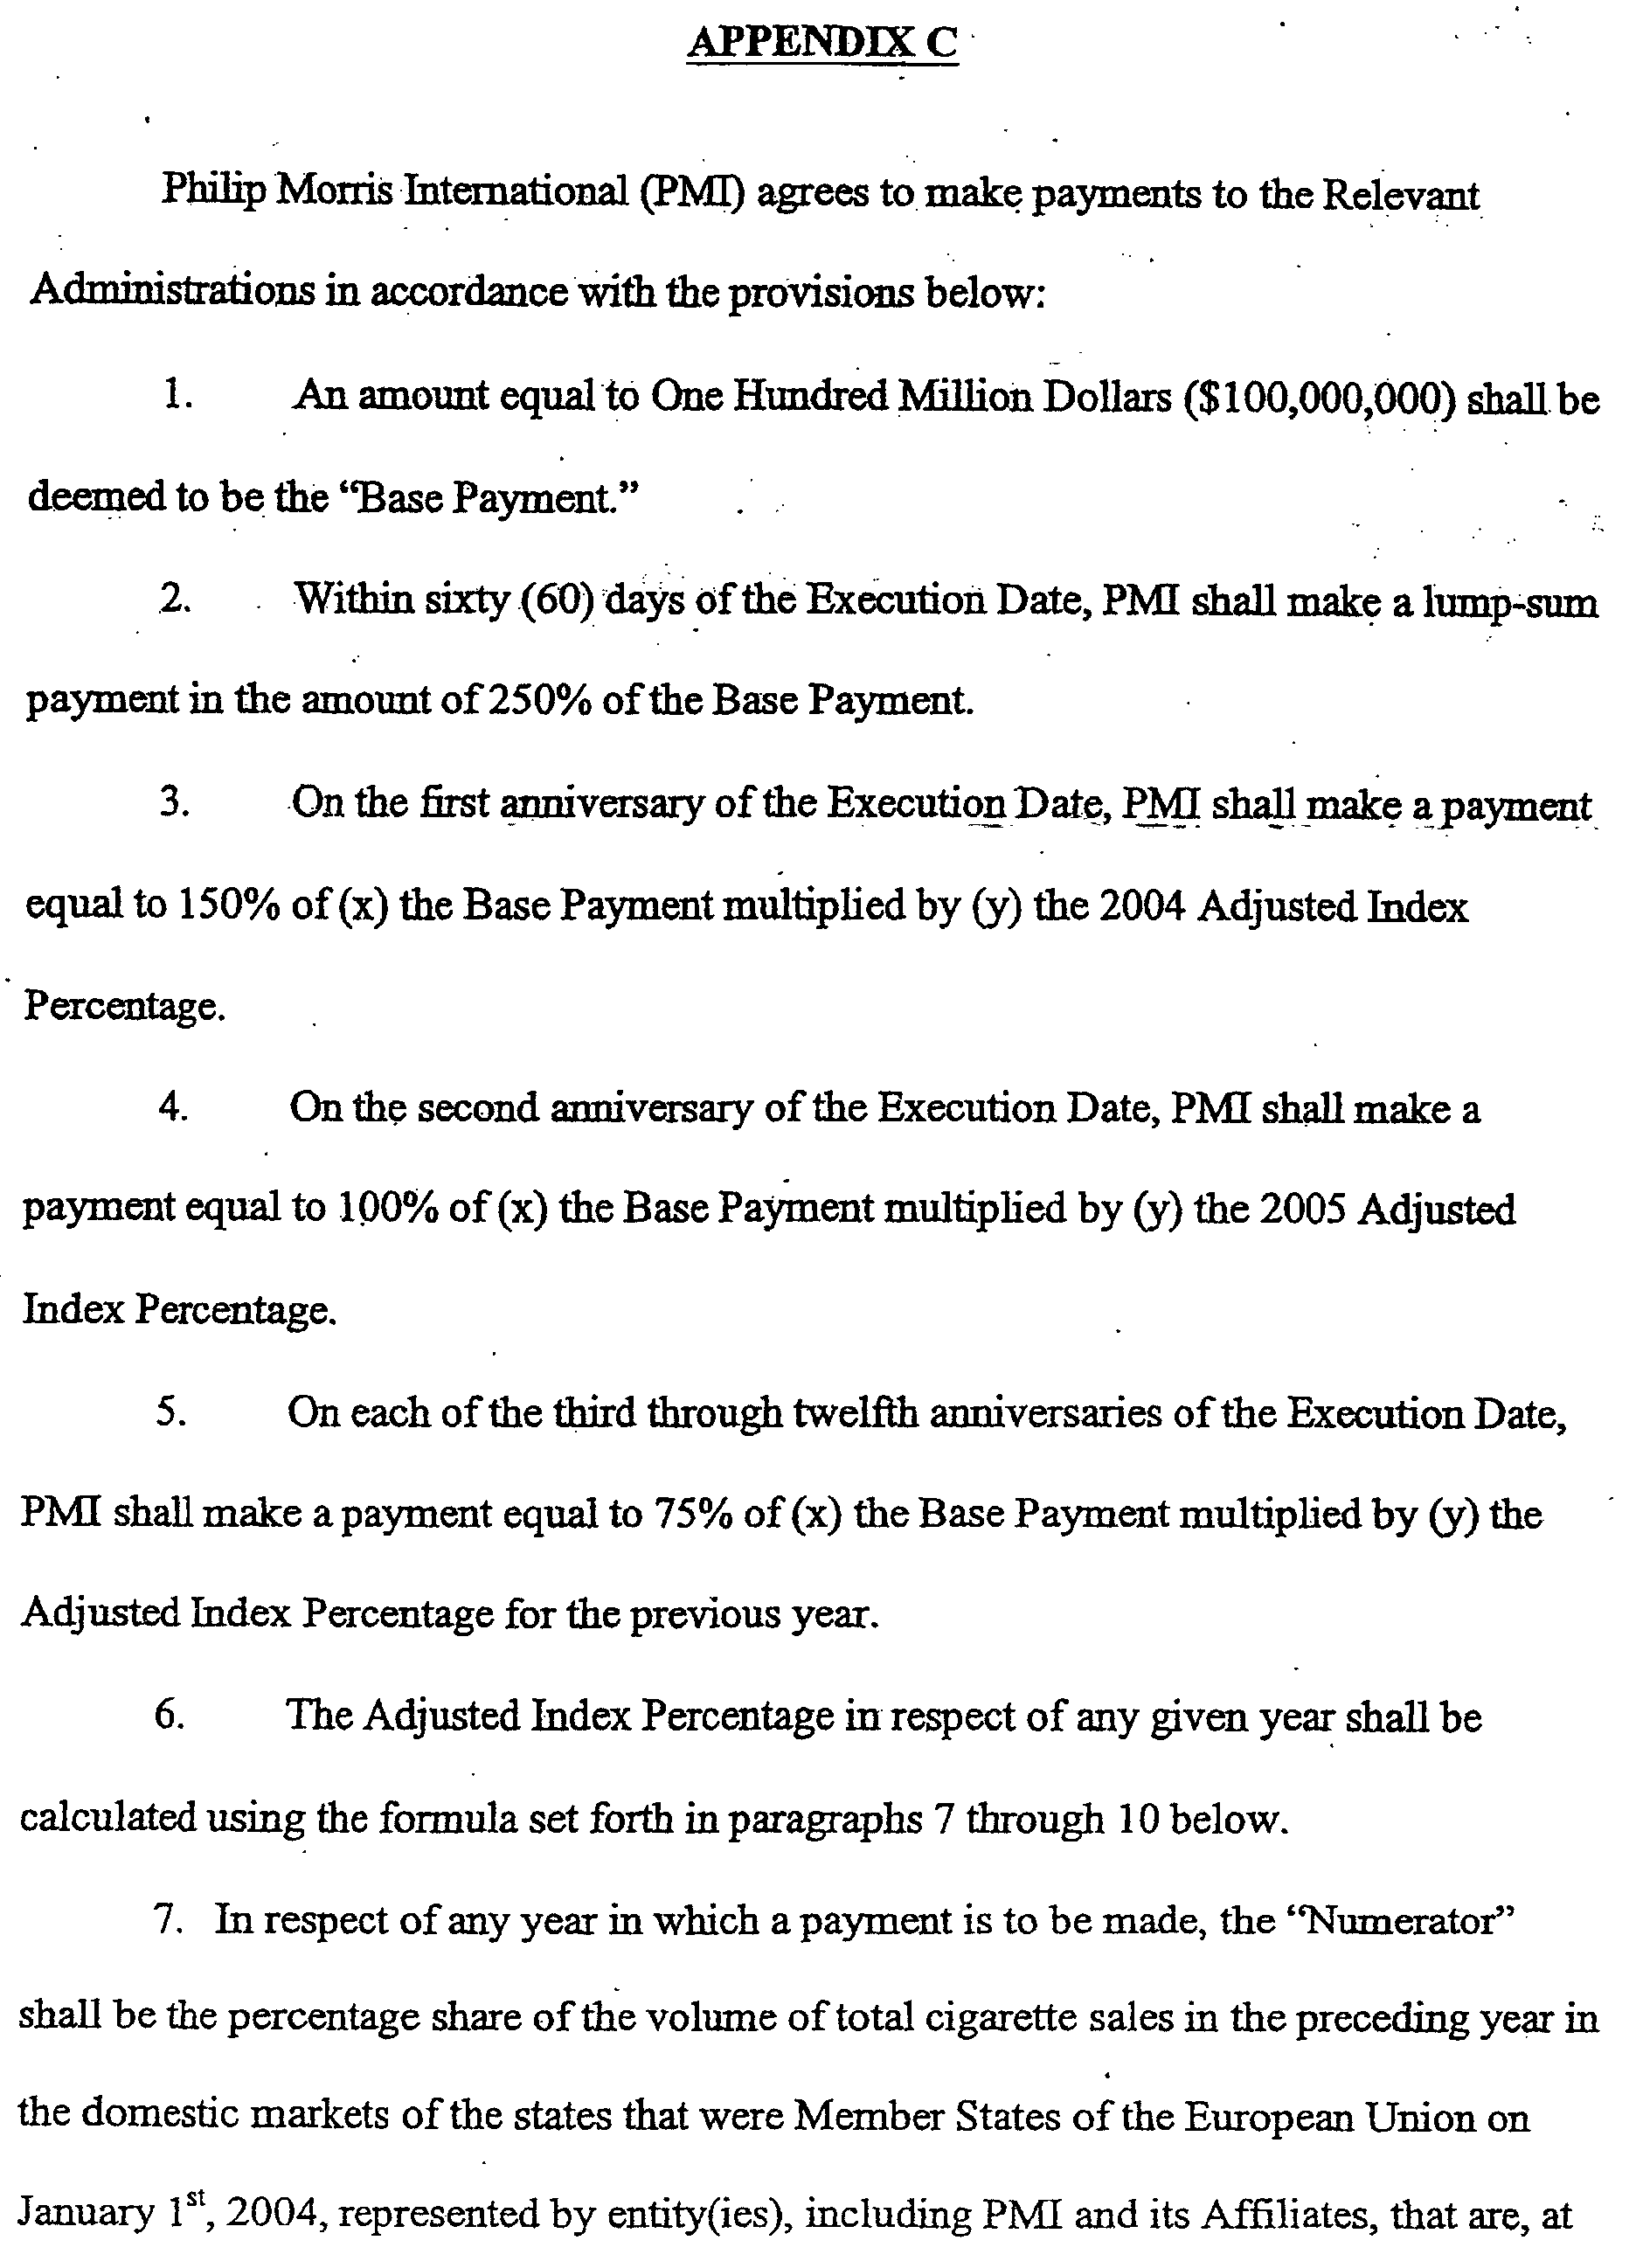 APPENDIX C
Philip Morris International (PMI) agrees to make payments to the Relevant
Administrations in accordance with the provisions below:
1. An amount equal to One Hundred Million Dollars ($100,000,000) shall be
deemed to be the “Base Payment.”
2. Within sixty (60) days of the Execution Date, PMI shall make a lump-sum
payment in the amount of 250% of the Base Payment.
3. On the first anniversary of the Execution Date, PMI shall make a payment
equal to 150% of (x) the Base Payment multiplied by (y) the 2004 Adjusted Index
Percentage.
4. On the second anniversary of the Execution Date, PMI shall make a
payment equal to 100% of (x) the Base Payment multiplied by (y) the 2005 Adjusted
Index Percentage.
5. On each of the third through twelfth anniversaries of the Execution Date,
PMI shall make a payment equal to 75% of (x) the Base Payment multiplied by (y) the
Adjusted Index Percentage for the previous year.
6. The Adjusted Index Percentage in respect of any given year shall be
calculated using the formula set forth in paragraphs 7 through 10 below.
7. In respect of any year in which a payment is to be made, the “Numerator”
shall be the percentage share of the volume of total cigarette sales in the preceding year in
the domestic markets of the states that were Member States of the European Union on
January 1st, 2004, represented by entity(ies), including PMI and its Affiliates, that are, at